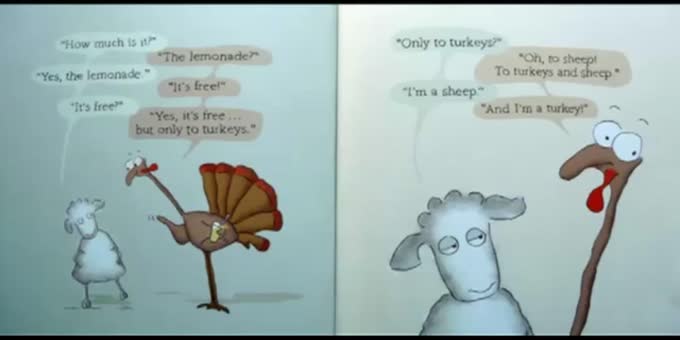 "How much is it?"
"The lemonade?"
"Yes, the lemonade."
"It's free!"
"It's free?"
"Yes, it's free ...
but only to turkeys."
"Only to turkeys?"
"Oh, to sheep!
To turkeys and sheep."
"I'm a sheep."
"And I'm a turkey!"